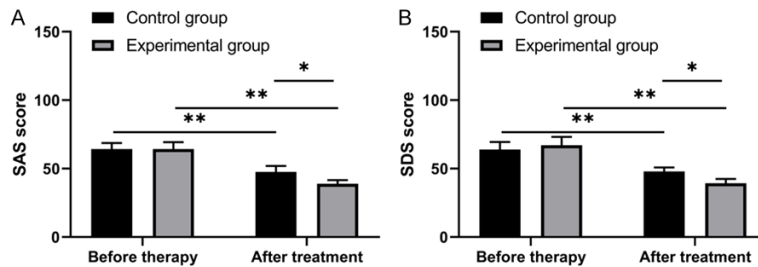 A
Control group
Experimental group
SAS score
150
100
50
0
*
**
**
Before therapy
After treatment
B
Control group
Experimental group
SDS score
150
100
50
0
*
**
**
Before therapy
After treatment